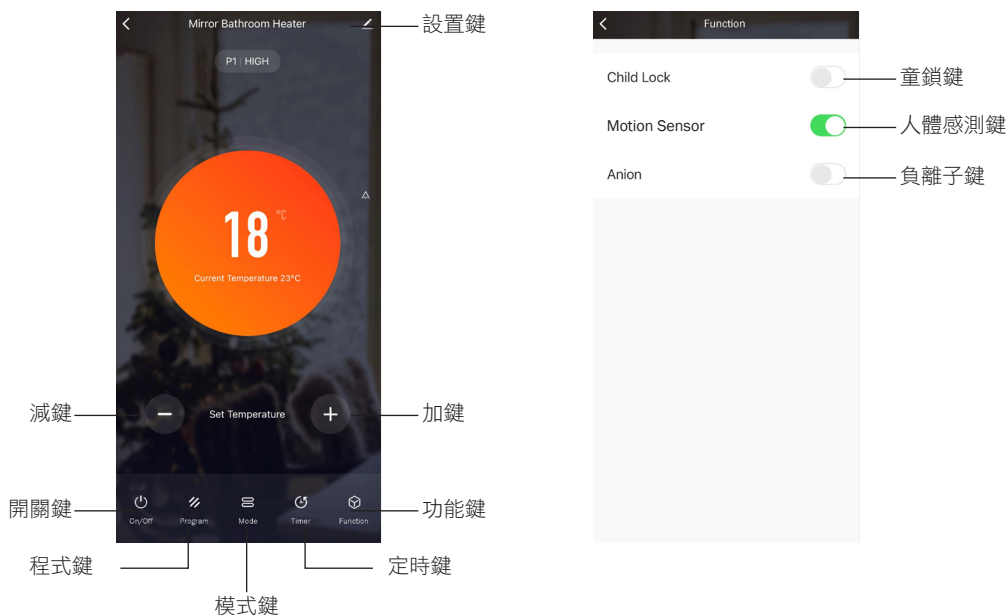 Mirror Bathroom Heater
設置鍵
P1 | HIGH
18 °C
Current Temperature 23°C
減鍵
Set Temperature
加鍵
開關鍵
On/Off
Program
Mode
Timer
Function
功能鍵
程式鍵
定時鍵
模式鍵
Function
Child Lock
童鎖鍵
Motion Sensor
人體感測鍵
Anion
負離子鍵